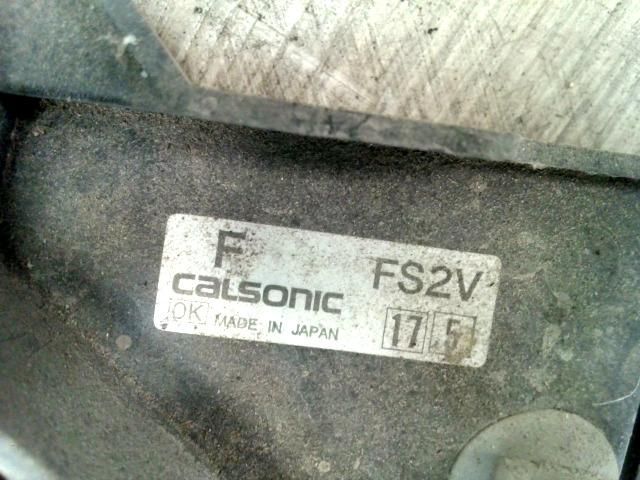 F FS2V
calsonic
OK MADE IN JAPAN 17 5